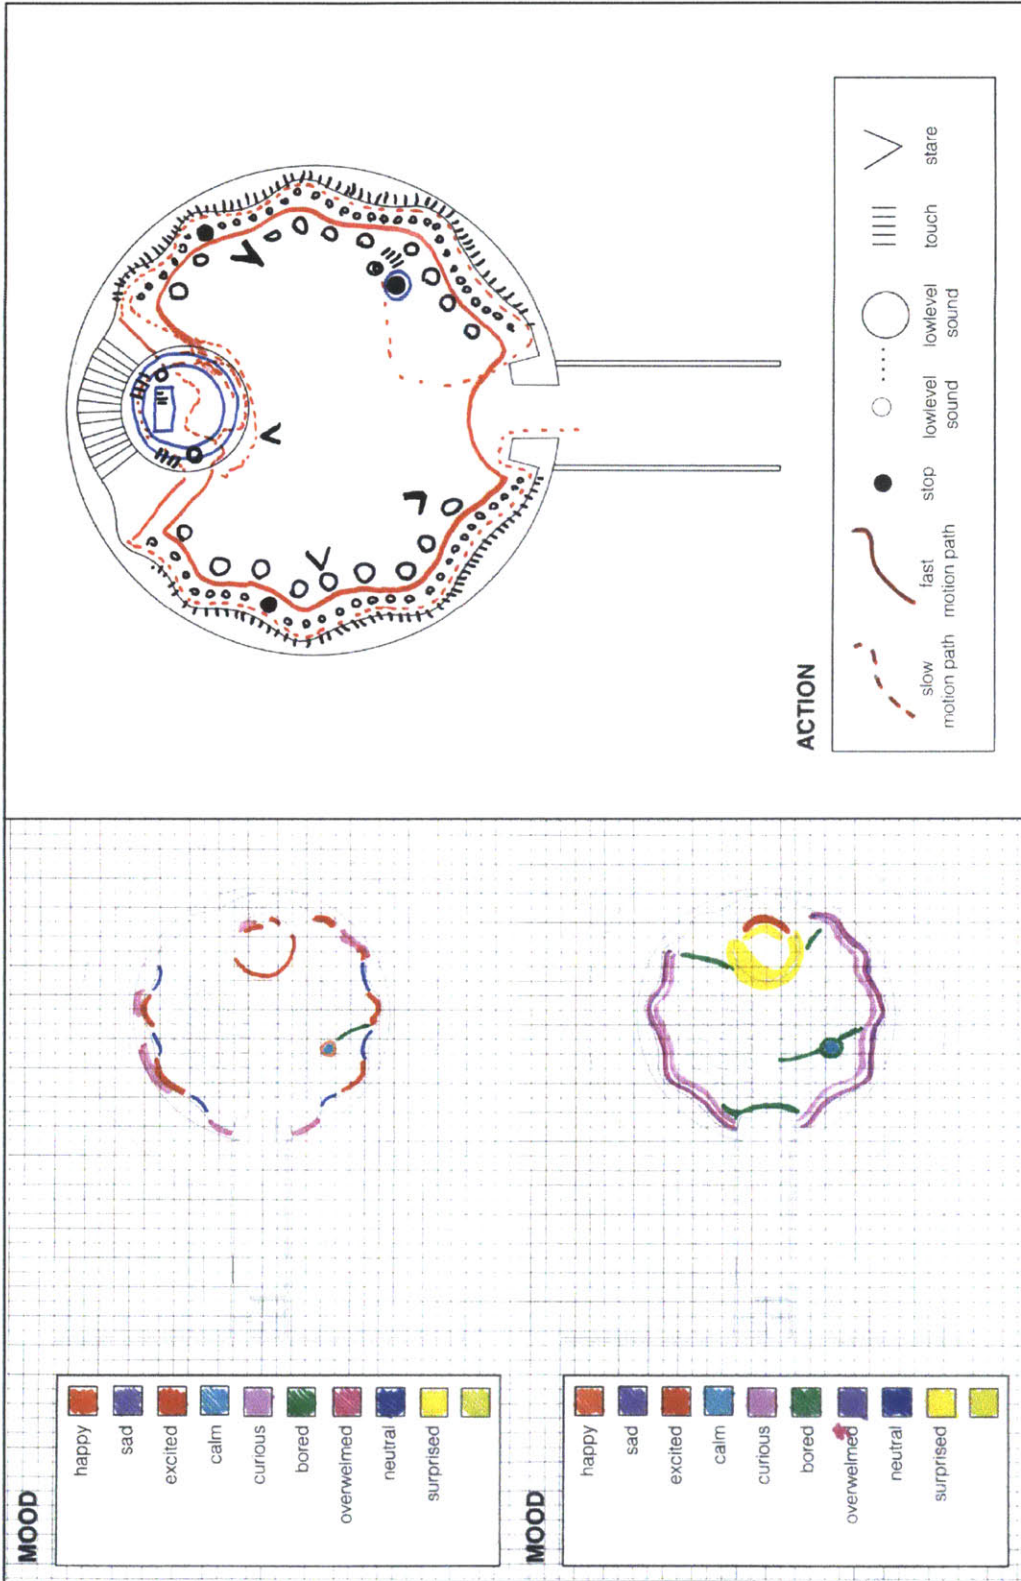 MOOD
happy
sad
excited
calm
curious
bored
overwelmed
neutral
surprised
MOOD
happy
sad
excited
calm
curious
bored
overwelmed
neutral
surprised
ACTION
slow
motion path
fast
motion path
stop
lowlevel
sound
lowlevel
sound
touch
stare